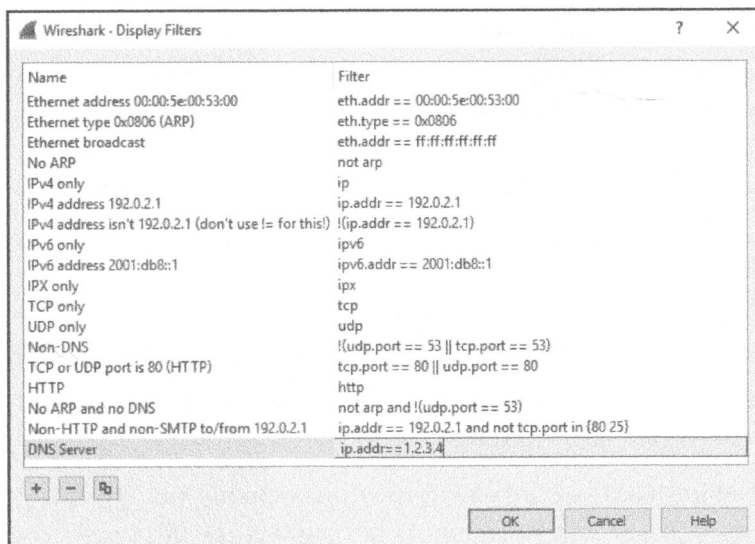 Wireshark · Display Filters ? ×
Name Filter
Ethernet address 00:00:5e:00:53:00 eth.addr == 00:00:5e:00:53:00
Ethernet type 0x0806 (ARP) eth.type == 0x0806
Ethernet broadcast eth.addr == ff:ff:ff:ff:ff:ff
No ARP not arp
IPv4 only ip
IPv4 address 192.0.2.1 ip.addr == 192.0.2.1
IPv4 address isn't 192.0.2.1 (don't use != for this!) !(ip.addr == 192.0.2.1)
IPv6 only ipv6
IPv6 address 2001:db8::1 ipv6.addr == 2001:db8::1
IPX only ipx
TCP only tcp
UDP only udp
Non-DNS !(udp.port == 53 || tcp.port == 53)
TCP or UDP port is 80 (HTTP) tcp.port == 80 || udp.port == 80
HTTP http
No ARP and no DNS not arp and !(udp.port == 53)
Non-HTTP and non-SMTP to/from 192.0.2.1 ip.addr == 192.0.2.1 and not tcp.port in {80 25}
DNS Server ip.addr==1.2.3.4
+ −
OK Cancel Help